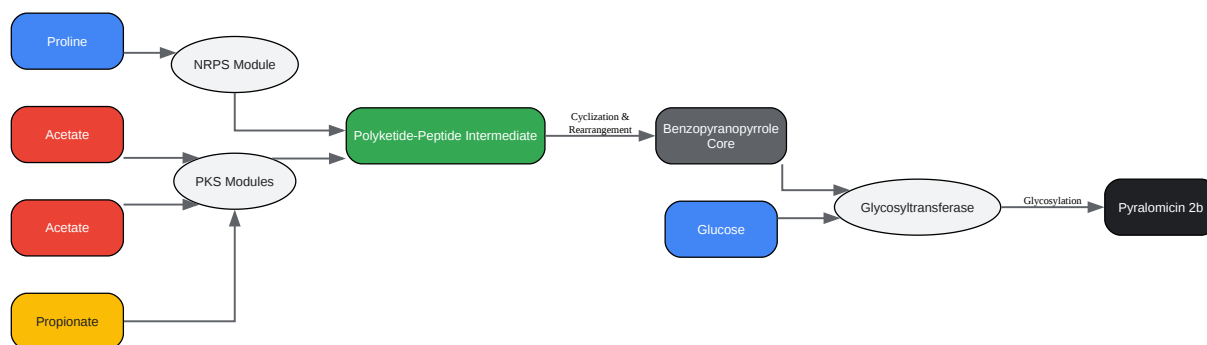 Proline
NRPS Module
Acetate
PKS Modules
Acetate
Propionate
Polyketide-Peptide Intermediate
Cyclization &
Rearrangement
Benzopyranopyrrole
Core
Glucose
Glycosyltransferase
Glycosylation
Pyralomicin 2b